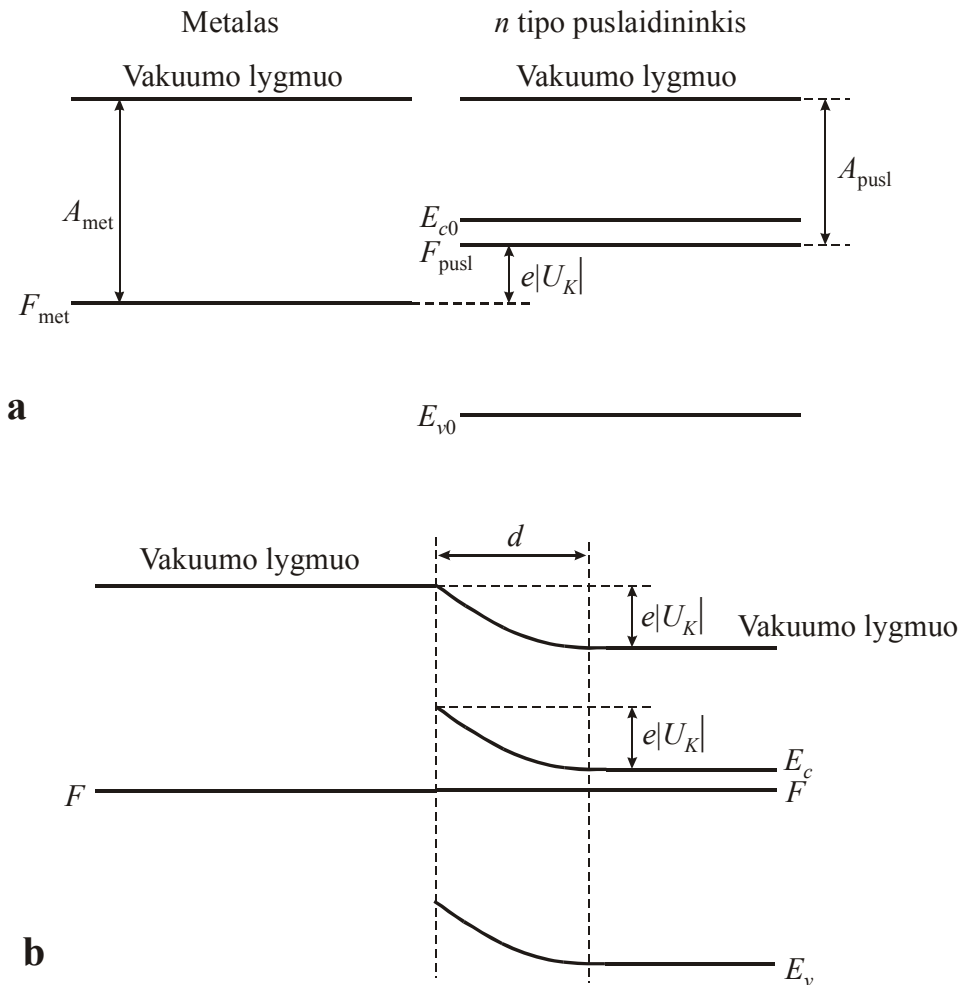 Metalas
n tipo puslaidininkis
Vakuumo lygmuo
Vakuumo lygmuo
A_met
A_pusl
E_c0
F_pusl
e|U_K|
F_met
a
E_v0
d
Vakuumo lygmuo
e|U_K|
Vakuumo lygmuo
e|U_K|
E_c
F
F
b
E_v